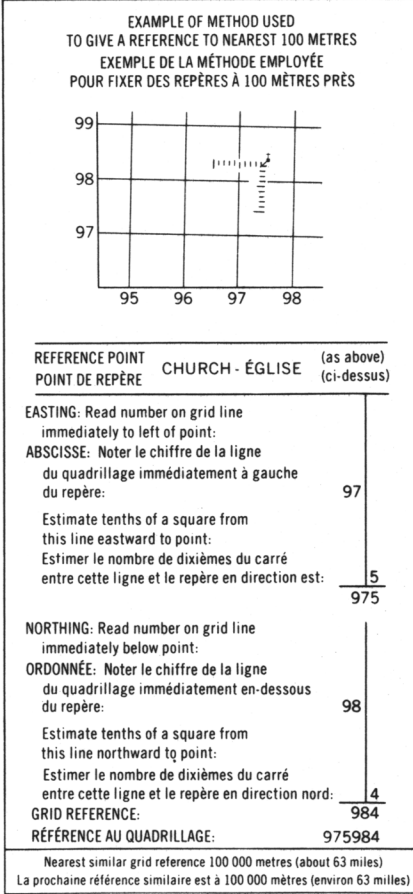 EXAMPLE OF METHOD USED
TO GIVE A REFERENCE TO NEAREST 100 METRES
EXEMPLE DE LA MÉTHODE EMPLOYÉE
POUR FIXER DES REPÈRES À 100 MÈTRES PRÈS
99
98
97
95 96 97 98
REFERENCE POINT
POINT DE REPÈRE
CHURCH - ÉGLISE
(as above)
(ci-dessus)
EASTING: Read number on grid line
immediately to left of point:
ABSCISSE: Noter le chiffre de la ligne
du quadrillage immédiatement à gauche
du repère: 97
Estimate tenths of a square from
this line eastward to point:
Estimer le nombre de dixièmes du carré
entre cette ligne et le repère en direction est: 5
975
NORTHING: Read number on grid line
immediately below point:
ORDONNÉE: Noter le chiffre de la ligne
du quadrillage immédiatement en-dessous
du repère: 98
Estimate tenths of a square from
this line northward to point:
Estimer le nombre de dixièmes du carré
entre cette ligne et le repère en direction nord: 4
GRID REFERENCE: 984
RÉFÉRENCE AU QUADRILLAGE: 975984
Nearest similar grid reference 100 000 metres (about 63 miles)
La prochaine référence similaire est à 100 000 mètres (environ 63 milles)